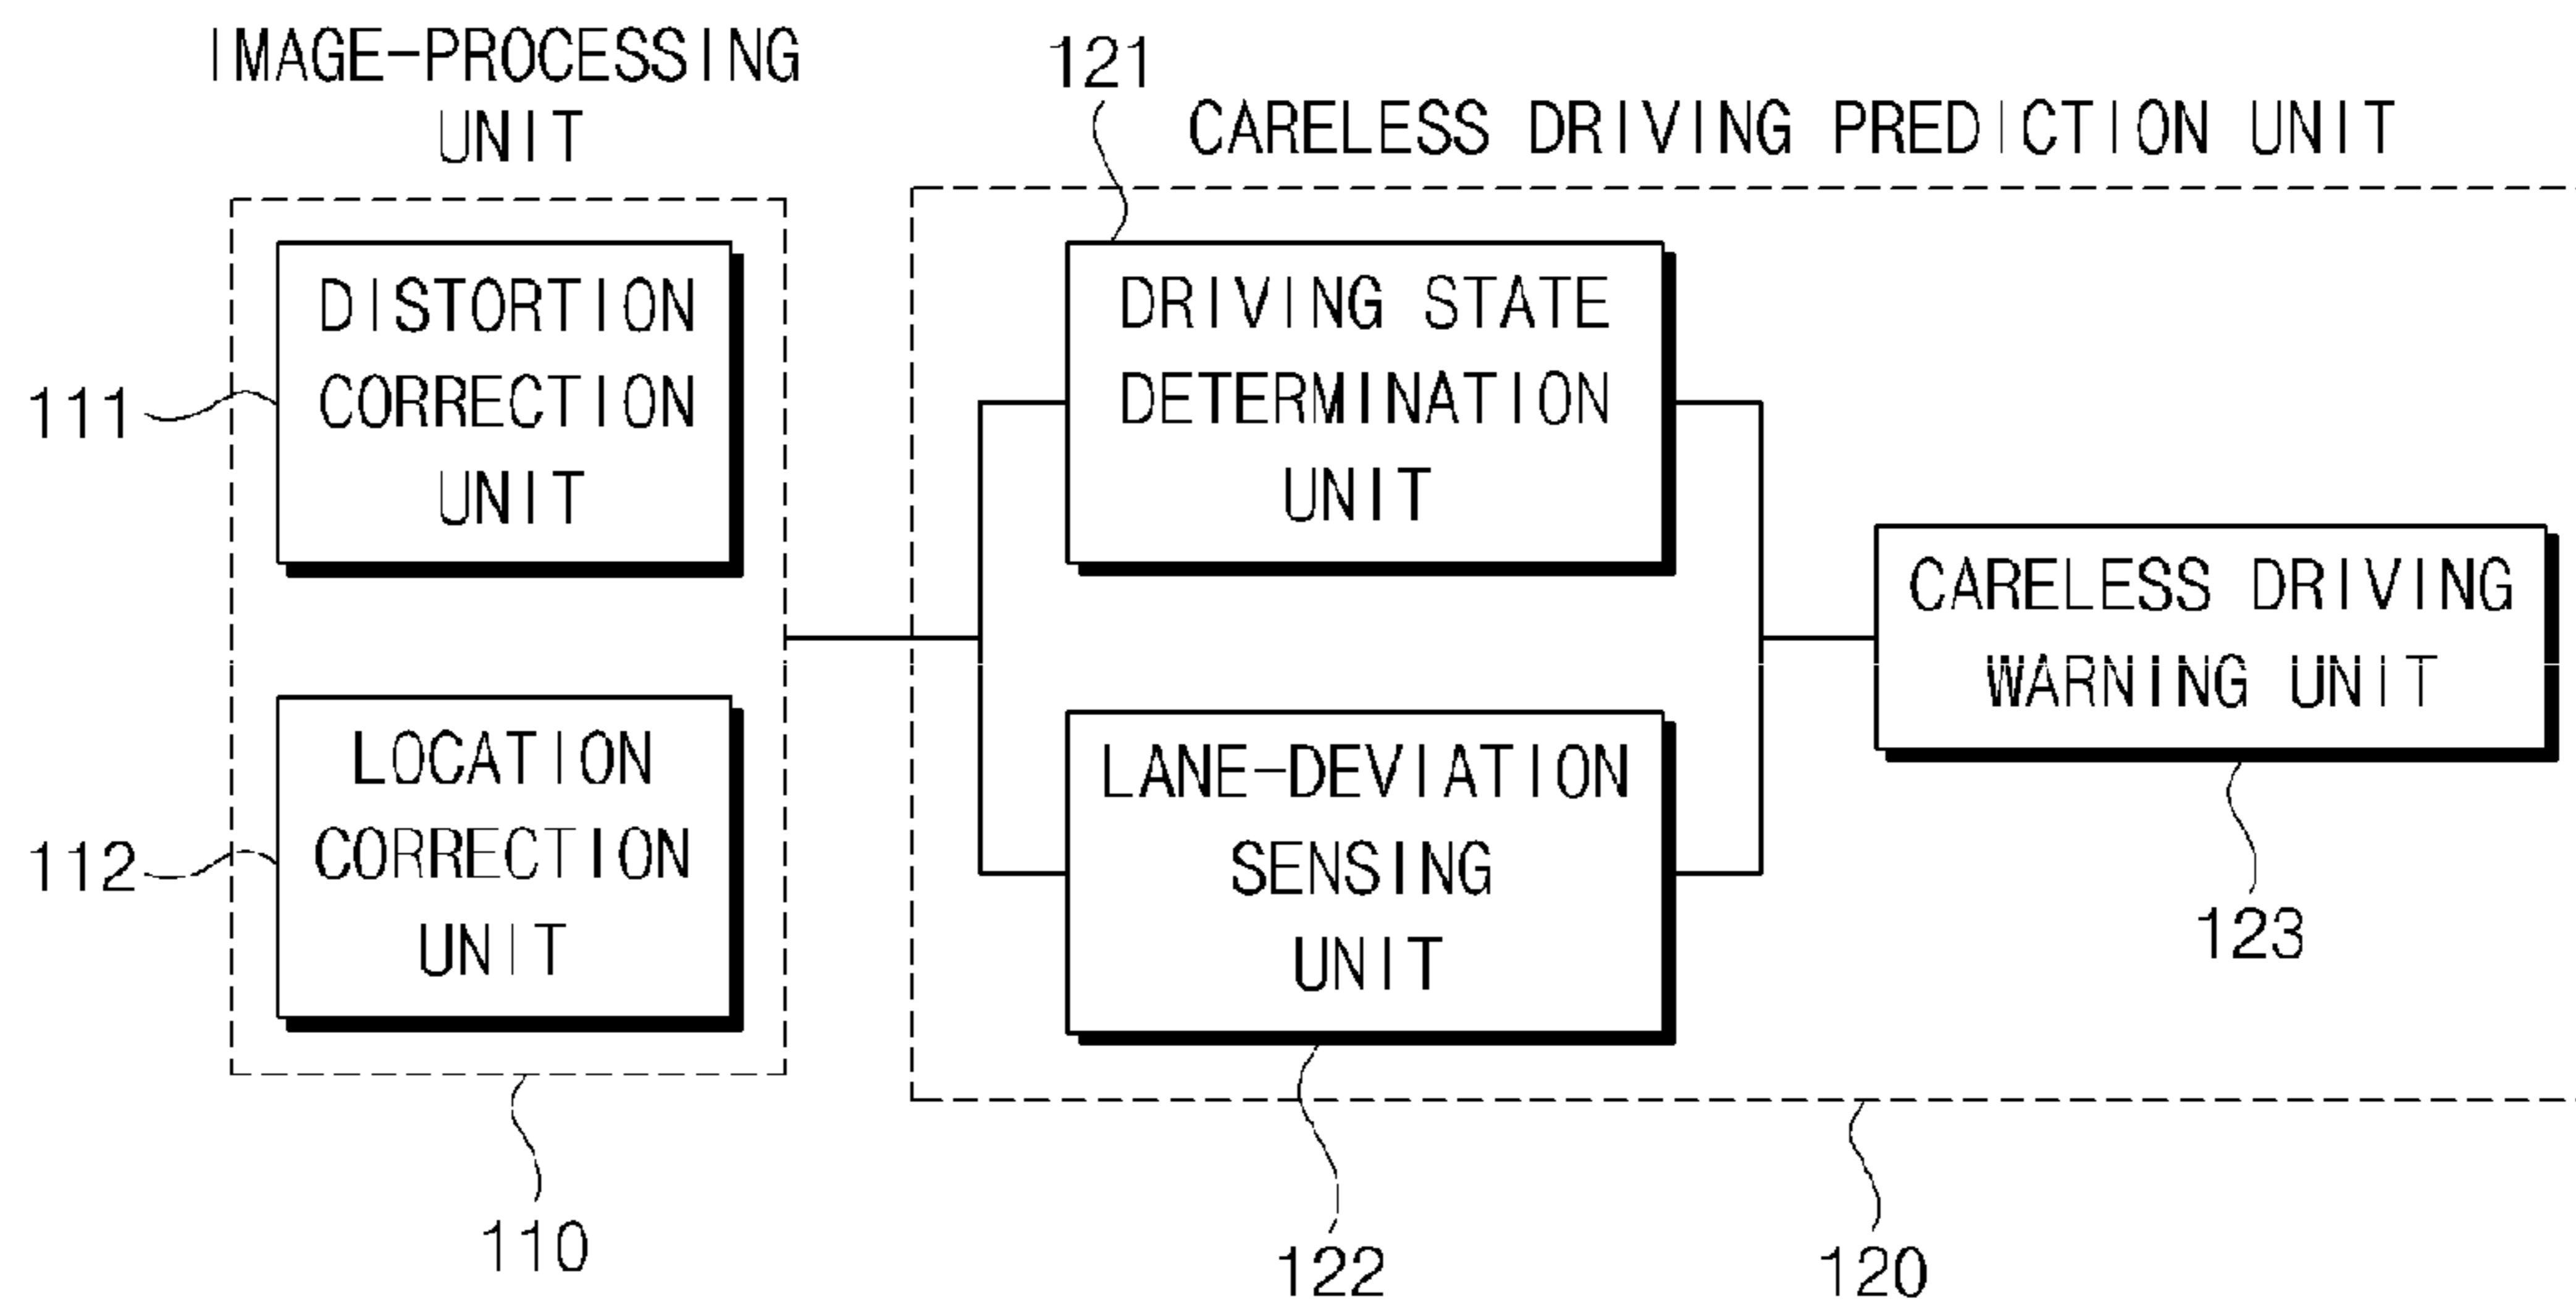 IMAGE-PROCESSING
UNIT
121
CARELESS DRIVING PREDICTION UNIT
DISTORTION
CORRECTION
UNIT
111
LOCATION
CORRECTION
UNIT
112
110
DRIVING STATE
DETERMINATION
UNIT
LANE-DEVIATION
SENSING
UNIT
122
CARELESS DRIVING
WARNING UNIT
123
120